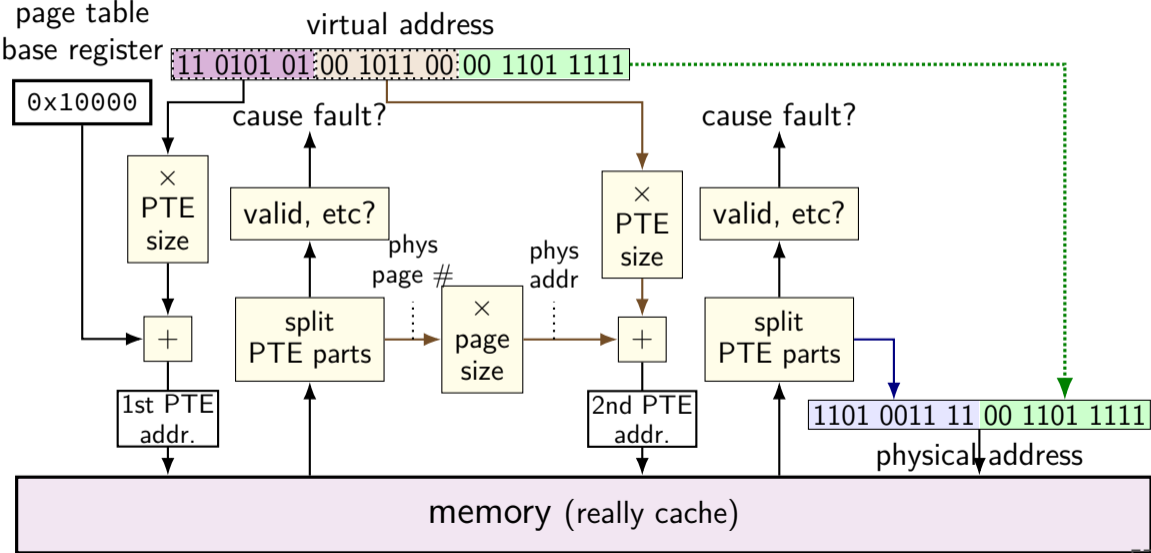 page table
base register
virtual address
11 0101 01 00 1011 00 00 1101 1111
0x10000
cause fault?
cause fault?
×
PTE
size
valid, etc?
×
PTE
size
valid, etc?
phys
page #
phys
addr
+
split
PTE parts
×
page
size
+
split
PTE parts
1st PTE
addr.
2nd PTE
addr.
1101 0011 11 00 1101 1111
physical address
memory (really cache)